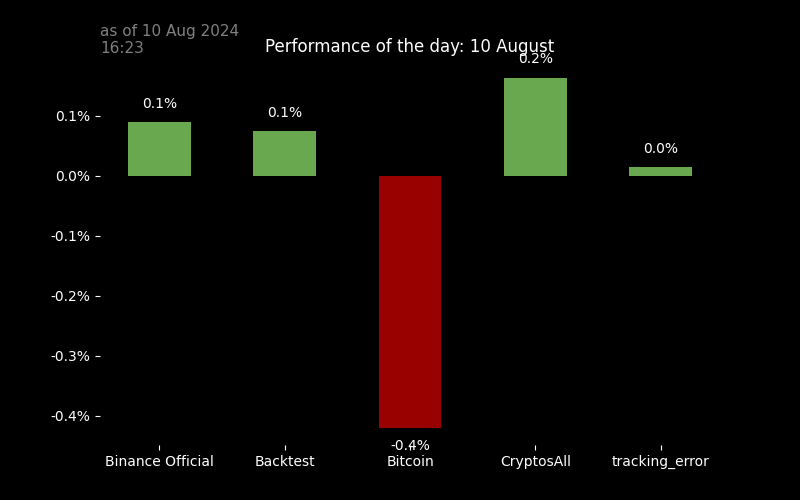 as of 10 Aug 2024
16:23
Performance of the day: 10 August
0.2%
0.1%
0.1%
0.1%
0.0%
0.0%
-0.1%
-0.2%
-0.3%
-0.4%
-0.4%
Binance Official
Backtest
Bitcoin
CryptosAll
tracking_error